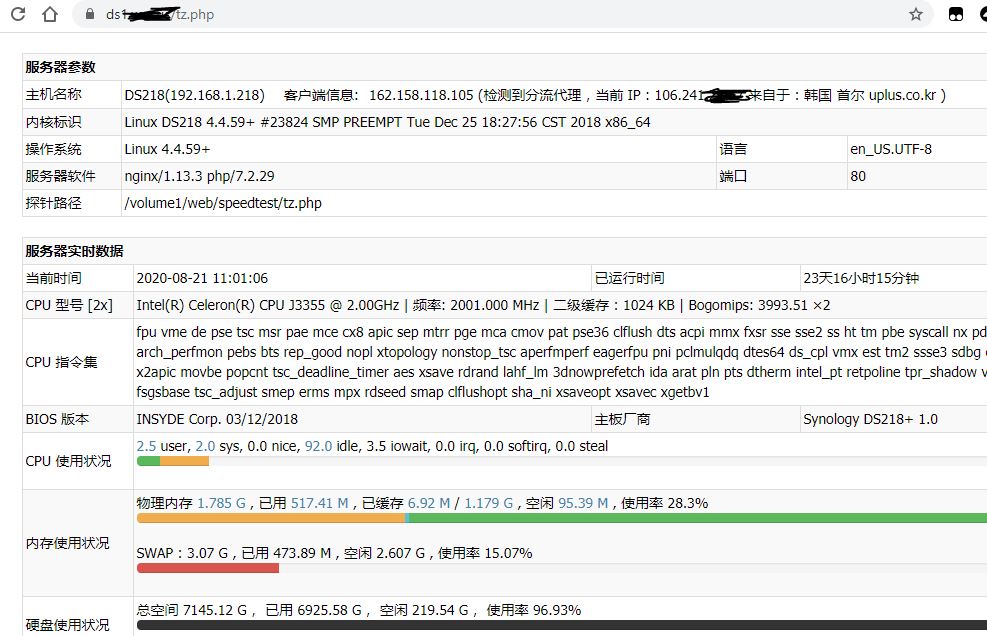 ds1 /tz.php
服务器参数
主机名称 DS218(192.168.1.218) 客户端信息: 162.158.118.105 (检测到分流代理，当前 IP：106.241. 来自于：韩国 首尔 uplus.co.kr )
内核标识 Linux DS218 4.4.59+ #23824 SMP PREEMPT Tue Dec 25 18:27:56 CST 2018 x86_64
操作系统 Linux 4.4.59+ 语言 en_US.UTF-8
服务器软件 nginx/1.13.3 php/7.2.29 端口 80
探针路径 /volume1/web/speedtest/tz.php
服务器实时数据
当前时间 2020-08-21 11:01:06 已运行时间 23天16小时15分钟
CPU 型号 [2x] Intel(R) Celeron(R) CPU J3355 @ 2.00GHz | 频率: 2001.000 MHz | 二级缓存：1024 KB | Bogomips: 3993.51 ×2
CPU 指令集 fpu vme de pse tsc msr pae mce cx8 apic sep mtrr pge mca cmov pat pse36 clflush dts acpi mmx fxsr sse sse2 ss ht tm pbe syscall nx pd
arch_perfmon pebs bts rep_good nopl xtopology nonstop_tsc aperfmperf eagerfpu pni pclmulqdq dtes64 ds_cpl vmx est tm2 ssse3 sdbg
x2apic movbe popcnt tsc_deadline_timer aes xsave rdrand lahf_lm 3dnowprefetch ida arat pln pts dtherm intel_pt retpoline tpr_shadow v
fsgsbase tsc_adjust smep erms mpx rdseed smap clflushopt sha_ni xsaveopt xsavec xgetbv1
BIOS 版本 INSYDE Corp. 03/12/2018 主板厂商 Synology DS218+ 1.0
CPU 使用状况 2.5 user, 2.0 sys, 0.0 nice, 92.0 idle, 3.5 iowait, 0.0 irq, 0.0 softirq, 0.0 steal
内存使用状况 物理内存 1.785 G , 已用 517.41 M , 已缓存 6.92 M / 1.179 G , 空闲 95.39 M , 使用率 28.3%
SWAP：3.07 G , 已用 473.89 M , 空闲 2.607 G , 使用率 15.07%
硬盘使用状况 总空间 7145.12 G ， 已用 6925.58 G ， 空闲 219.54 G ， 使用率 96.93%